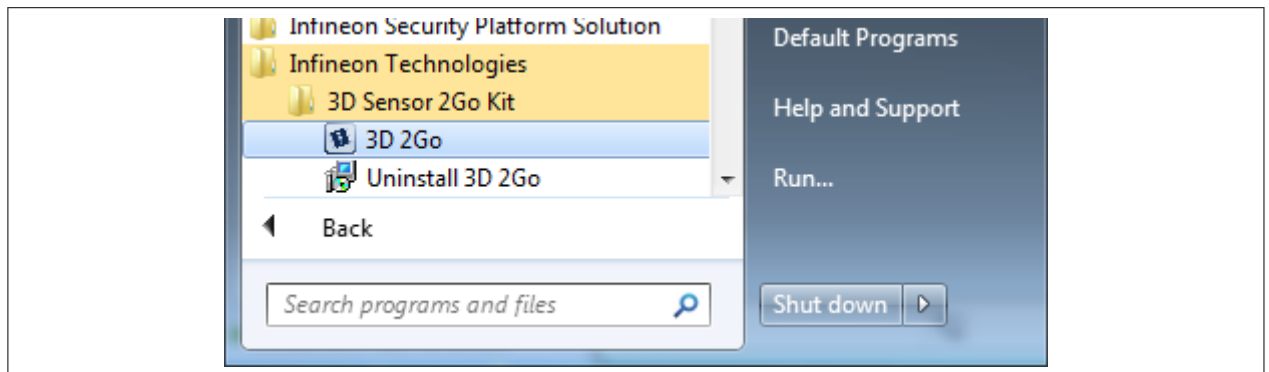 Infineon Security Platform Solution
Infineon Technologies
3D Sensor 2Go Kit
3D 2Go
Uninstall 3D 2Go
Back
Search programs and files
Default Programs
Help and Support
Run...
Shut down